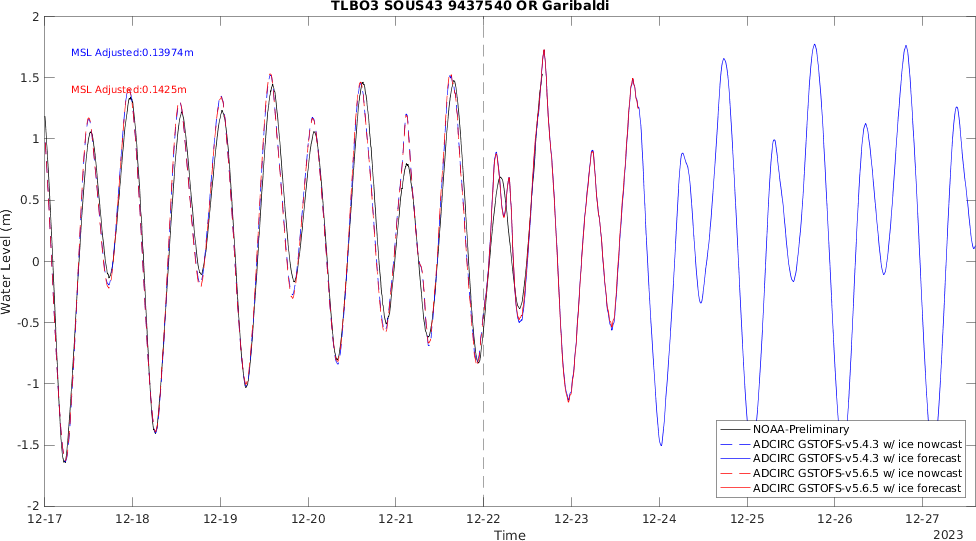 TLBO3 SOUS43 9437540 OR Garibaldi
MSL Adjusted:0.13974m
MSL Adjusted:0.1425m
Water Level (m)
2
1.5
1
0.5
0
-0.5
-1
-1.5
-2
NOAA-Preliminary
ADCIRC GSTOFS-v5.4.3 w/ ice nowcast
ADCIRC GSTOFS-v5.4.3 w/ ice forecast
ADCIRC GSTOFS-v5.6.5 w/ ice nowcast
ADCIRC GSTOFS-v5.6.5 w/ ice forecast
12-17 12-18 12-19 12-20 12-21 12-22 12-23 12-24 12-25 12-26 12-27
Time
2023